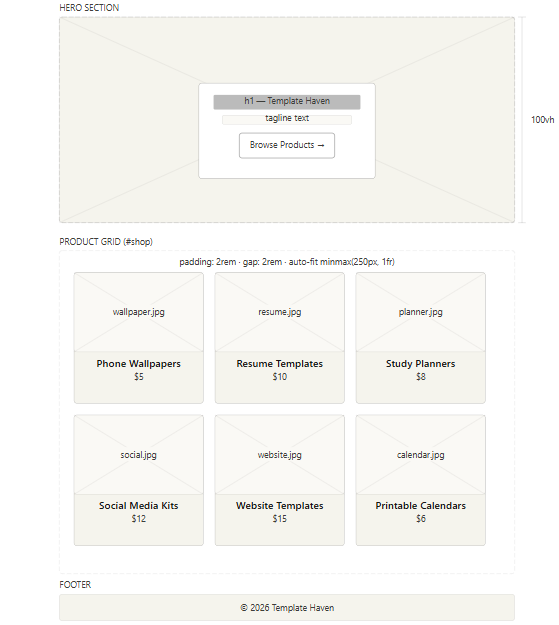 HERO SECTION
h1 — Template Haven
tagline text
Browse Products →
100vh
PRODUCT GRID (#shop)
padding: 2rem · gap: 2rem · auto-fit minmax(250px, 1fr)
wallpaper.jpg
resume.jpg
planner.jpg
Phone Wallpapers
Resume Templates
Study Planners
$5
$10
$8
social.jpg
website.jpg
calendar.jpg
Social Media Kits
Website Templates
Printable Calendars
$12
$15
$6
FOOTER
© 2026 Template Haven